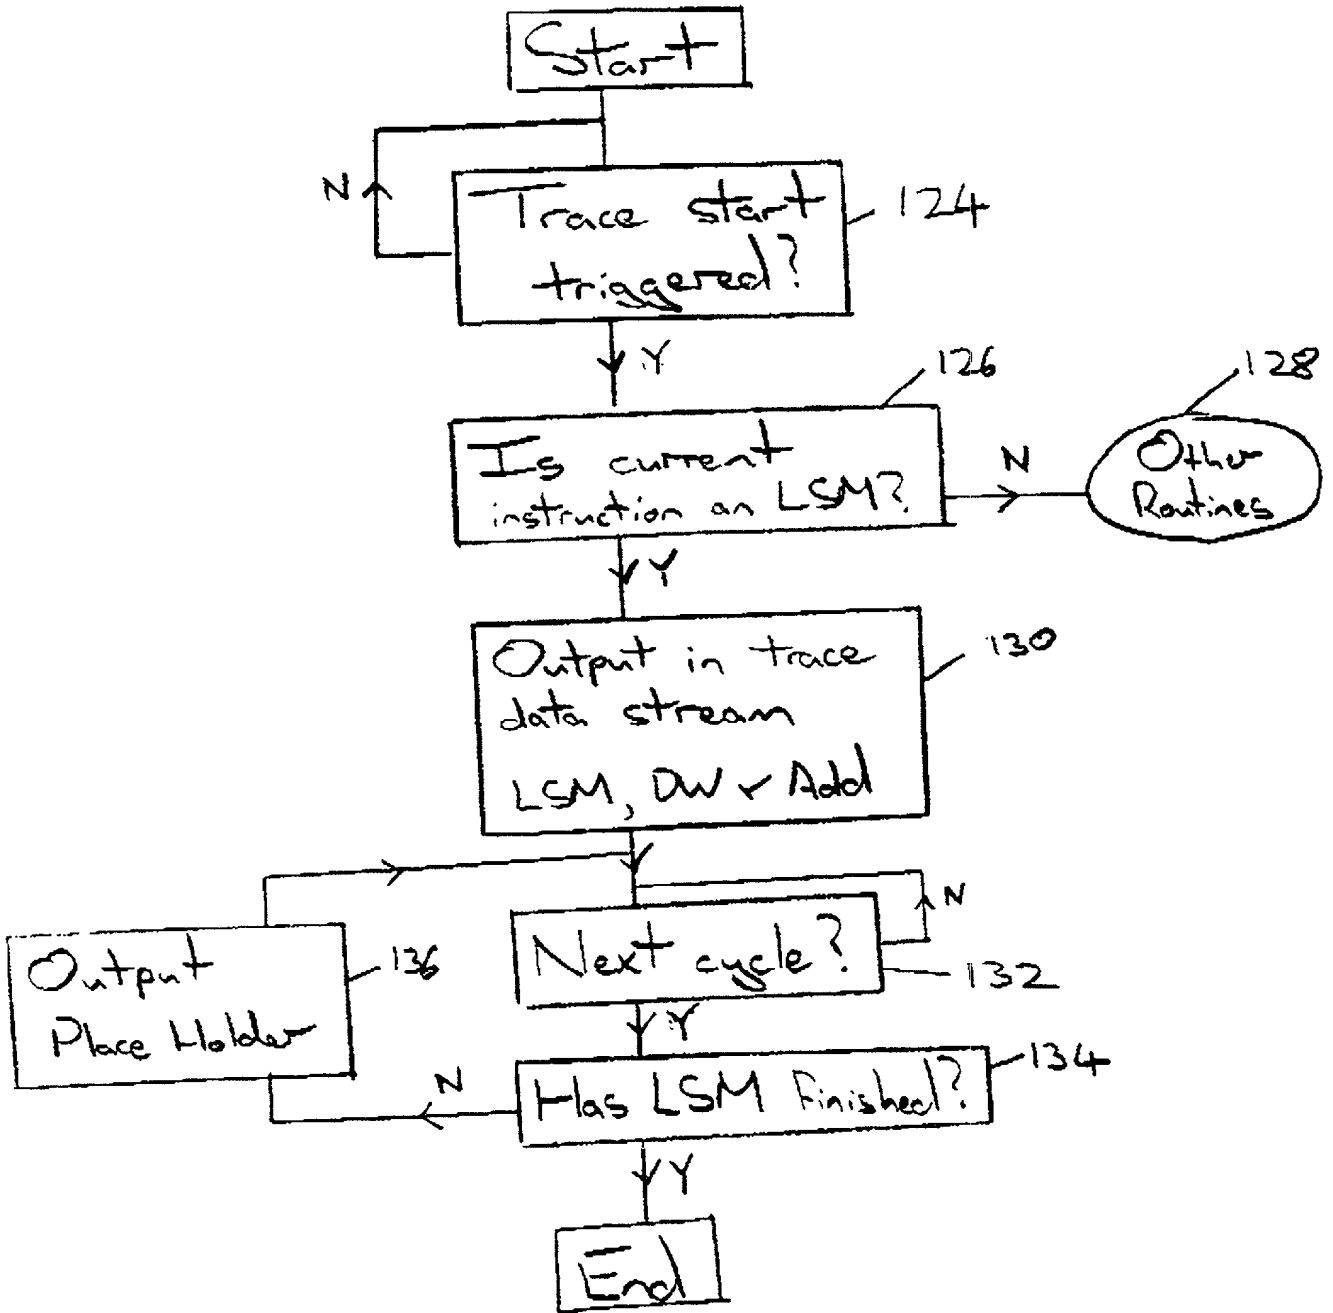 Start
N
Trace start
triggered?
124
Y
126
128
Is current
instruction an LSM?
N
Other
Routines
Y
Output in trace
data stream
LSM, DW & Add
130
N
Next cycle?
132
Output
Place Holder
136
Y
134
Has LSM Finished?
N
Y
End